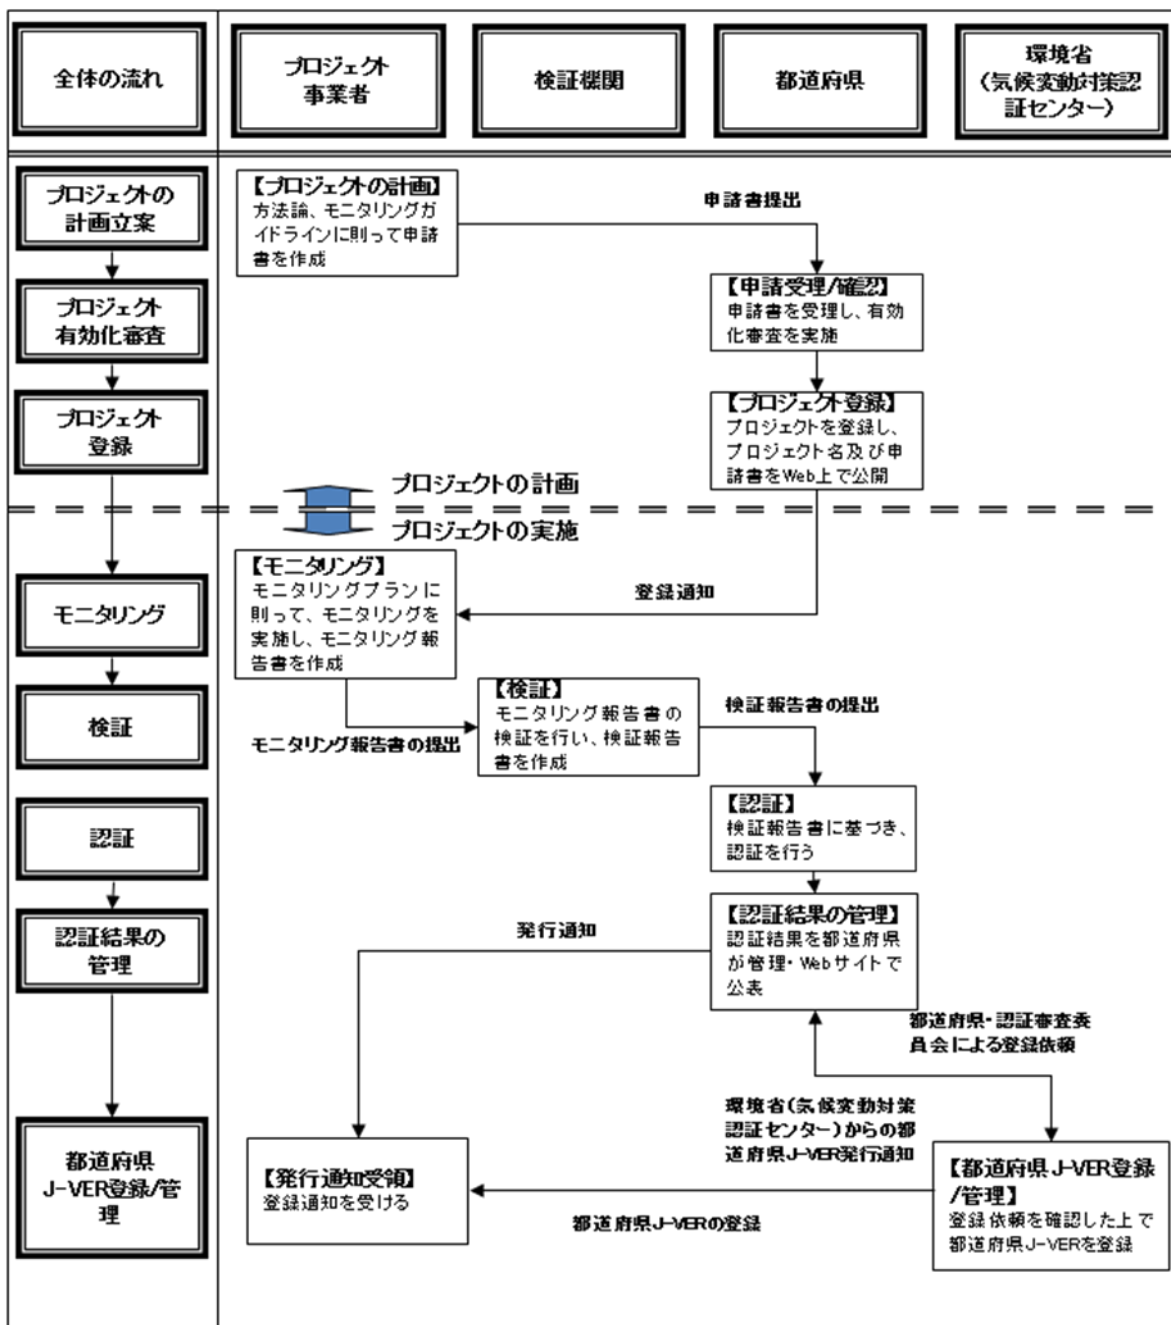 全体の流れ
プロジェクト
事業者
検証機関
都道府県
環境省
(気候変動対策認
証センター)
プロジェクトの
計画立案
【プロジェクトの計画】
方法論、モニタリングガ
イドラインに則って申請
書を作成
申請書提出
プロジェクト
有効化審査
【申請受理/確認】
申請書を受理し、有効
化審査を実施
プロジェクト
登録
【プロジェクト登録】
プロジェクトを登録し、
プロジェクト名及び申
請書をWeb上で公開
プロジェクトの計画
プロジェクトの実施
モニタリング
【モニタリング】
モニタリングプランに
則って、モニタリングを
実施し、モニタリング報
告書を作成
登録通知
検証
モニタリング報告書の提出
【検証】
モニタリング報告書の
検証を行い、検証報告
書を作成
検証報告書の提出
認証
【認証】
検証報告書に基づき、
認証を行う
認証結果の
管理
発行通知
【認証結果の管理】
認証結果を都道府県
が管理・Webサイトで
公表
都道府県・認証審査委
員会による登録依頼
環境省(気候変動対策
認証センター)からの都
道府県J-VER発行通知
都道府県
J-VER登録/管
理
【発行通知受領】
登録通知を受ける
都道府県J-VERの登録
【都道府県J-VER登録
/管理】
登録依頼を確認した上で
都道府県J-VERを登録